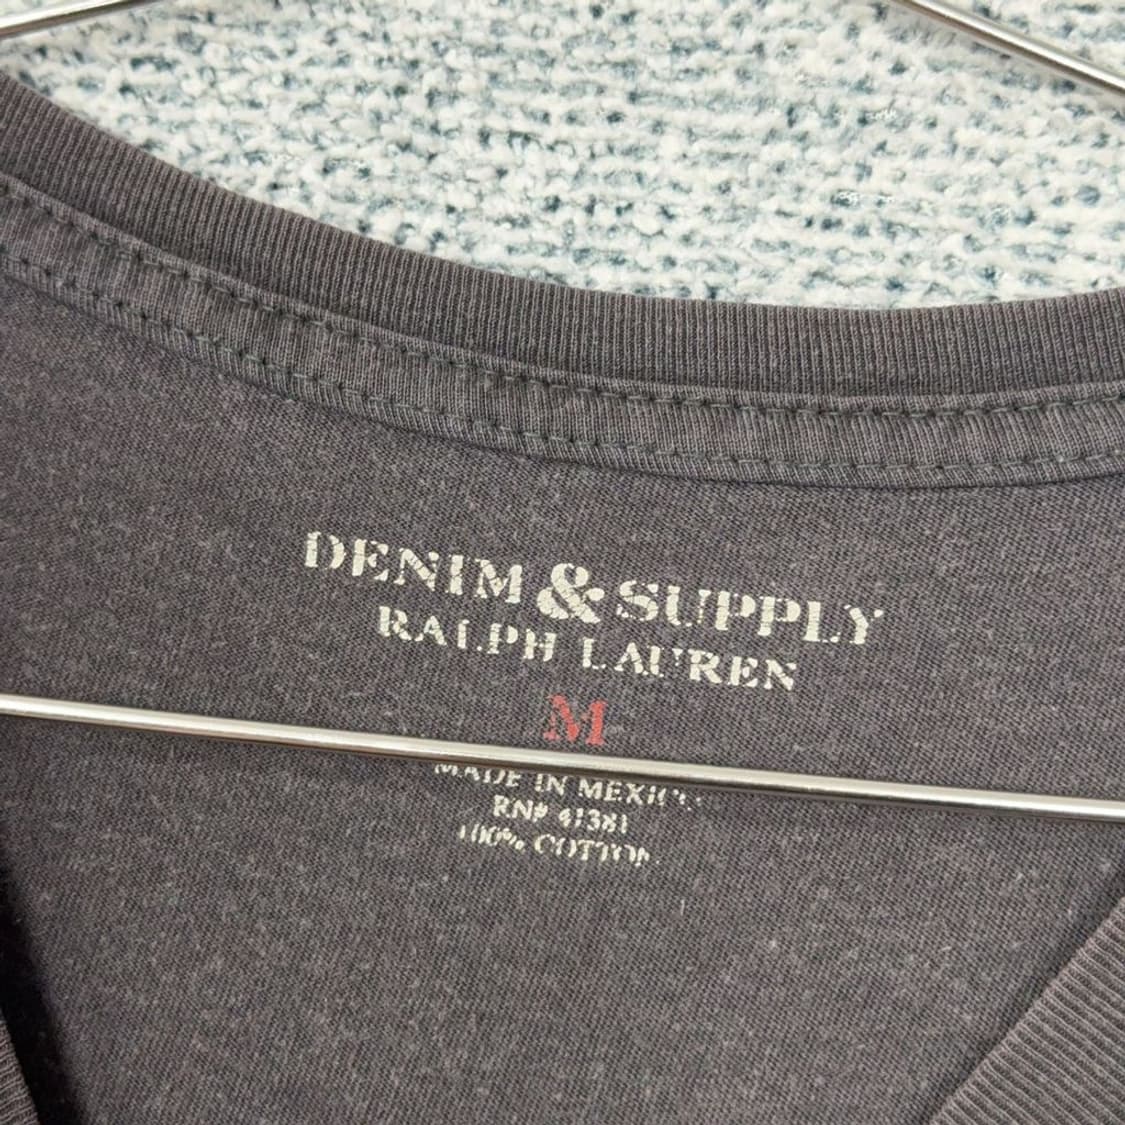 DENIM & SUPPLY
RALPH LAUREN
M
MADE IN MEXICO
RN# 41381
100% COTTON